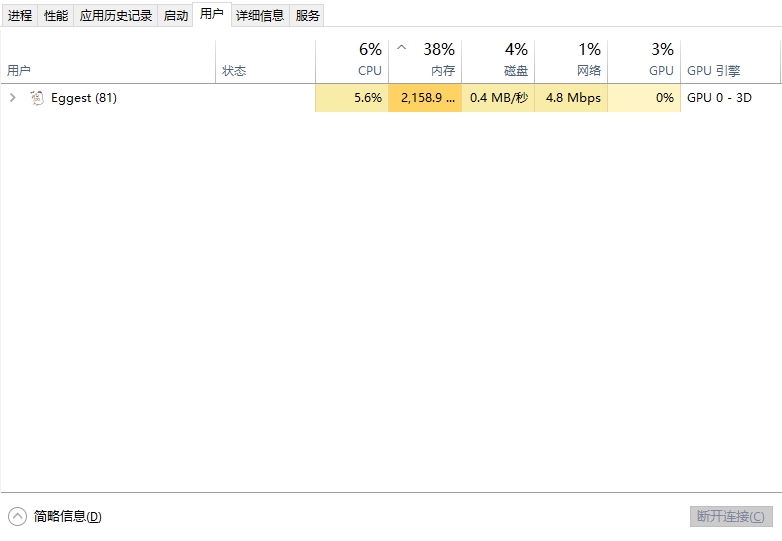 进程 性能 应用历史记录 启动 用户 详细信息 服务
6% 38% 4% 1% 3%
用户 状态 CPU 内存 磁盘 网络 GPU GPU 引擎
Eggest (81) 5.6% 2,158.9 ... 0.4 MB/秒 4.8 Mbps 0% GPU 0 - 3D
简略信息(D) 断开连接(C)